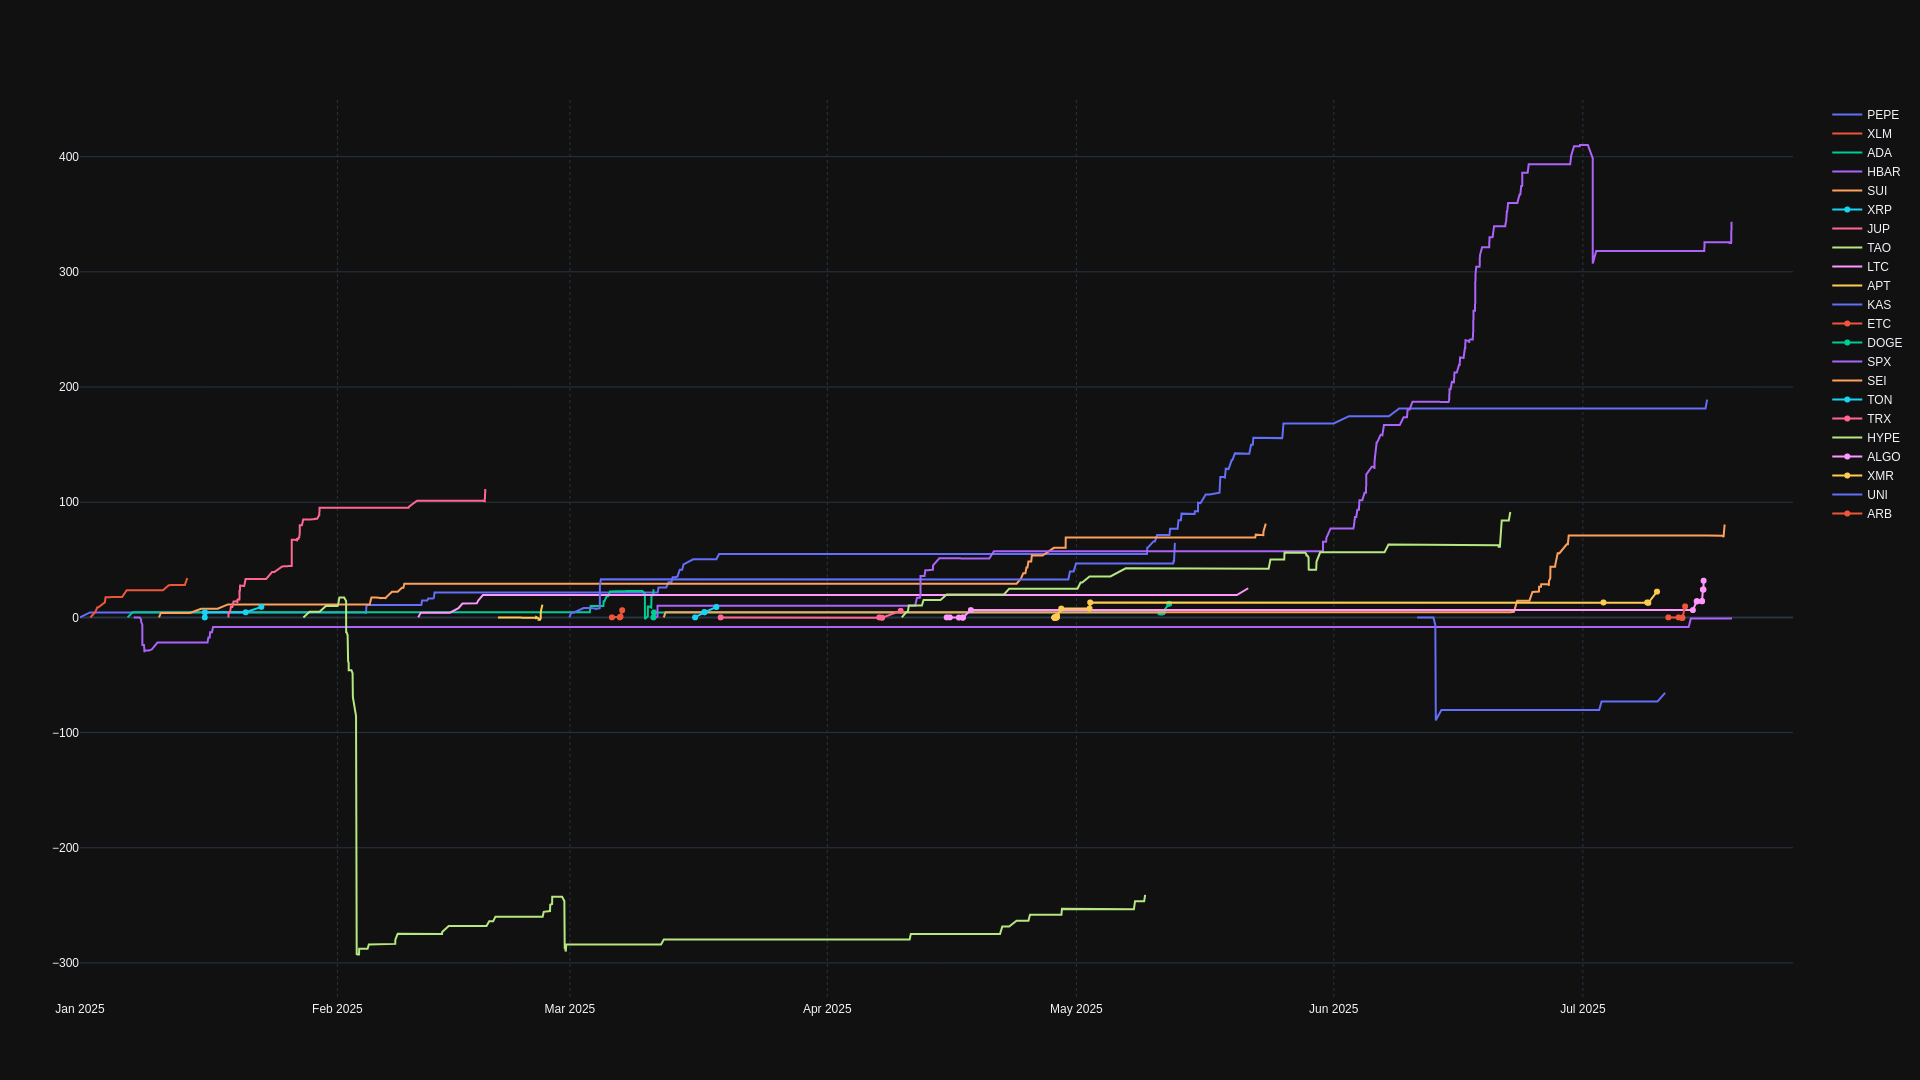 400
300
200
100
0
−100
−200
−300
Jan 2025
Feb 2025
Mar 2025
Apr 2025
May 2025
Jun 2025
Jul 2025
PEPE
XLM
ADA
HBAR
SUI
XRP
JUP
TAO
LTC
APT
KAS
ETC
DOGE
SPX
SEI
TON
TRX
HYPE
ALGO
XMR
UNI
ARB